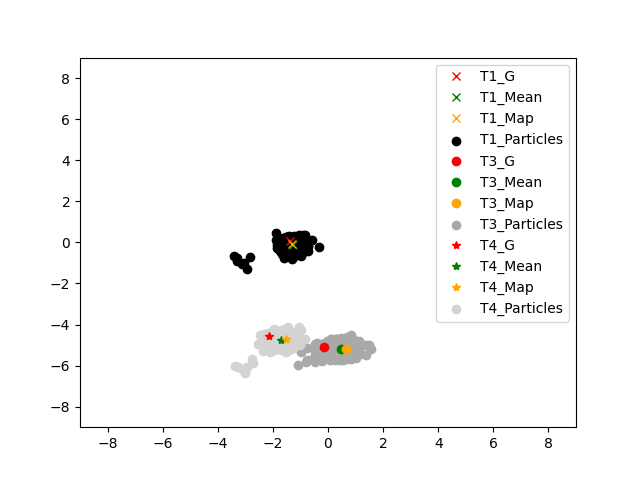 8
6
4
2
0
−2
−4
−6
−8
−8 −6 −4 −2 0 2 4 6 8
T1_G
T1_Mean
T1_Map
T1_Particles
T3_G
T3_Mean
T3_Map
T3_Particles
T4_G
T4_Mean
T4_Map
T4_Particles